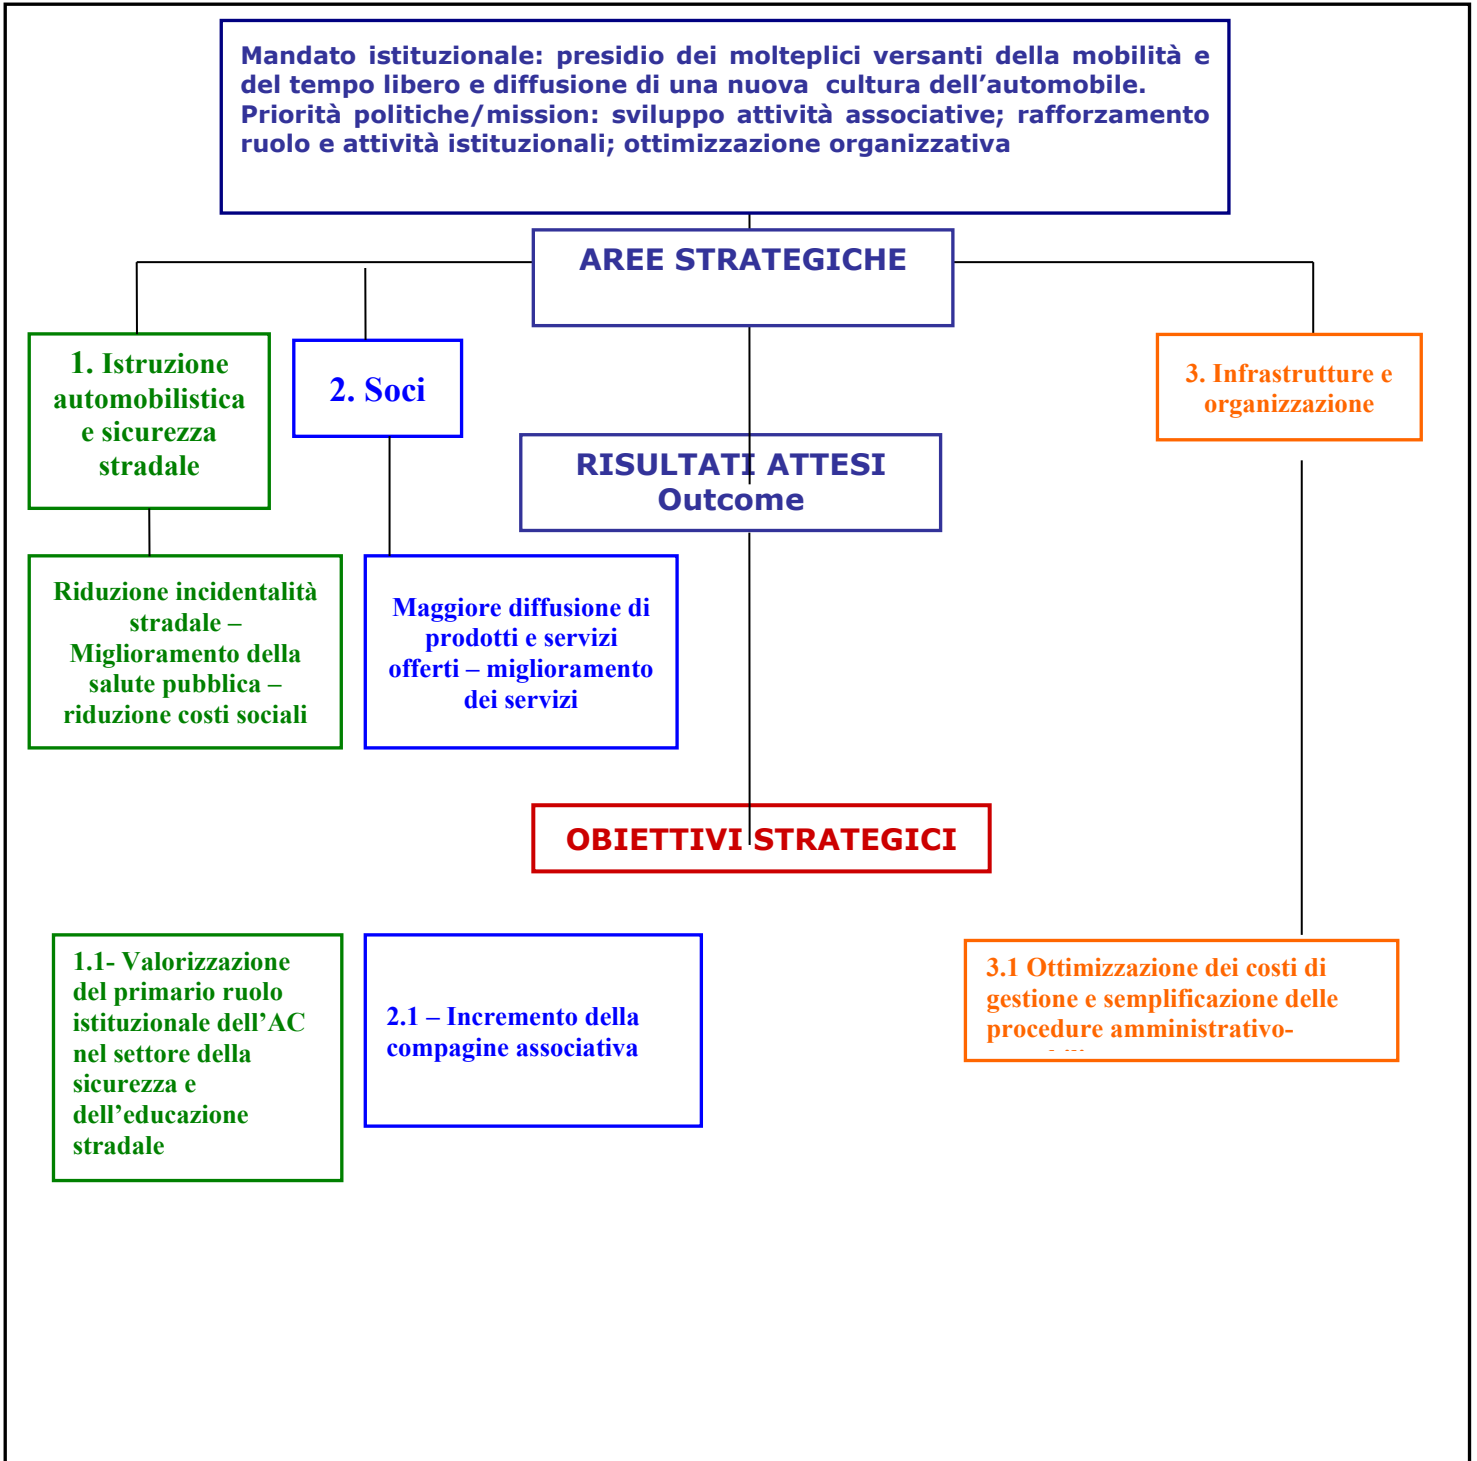 Mandato istituzionale: presidio dei molteplici versanti della mobilità e
del tempo libero e diffusione di una nuova cultura dell’automobile.
Priorità politiche/mission: sviluppo attività associative; rafforzamento
ruolo e attività istituzionali; ottimizzazione organizzativa
AREE STRATEGICHE
1. Istruzione
automobilistica
e sicurezza
stradale
2. Soci
3. Infrastrutture e
organizzazione
RISULTATI ATTESI
Outcome
Riduzione incidentalità
stradale –
Miglioramento della
salute pubblica –
riduzione costi sociali
Maggiore diffusione di
prodotti e servizi
offerti – miglioramento
dei servizi
OBIETTIVI STRATEGICI
1.1- Valorizzazione
del primario ruolo
istituzionale dell’AC
nel settore della
sicurezza e
dell’educazione
stradale
2.1 – Incremento della
compagine associativa
3.1 Ottimizzazione dei costi di
gestione e semplificazione delle
procedure amministrativo-